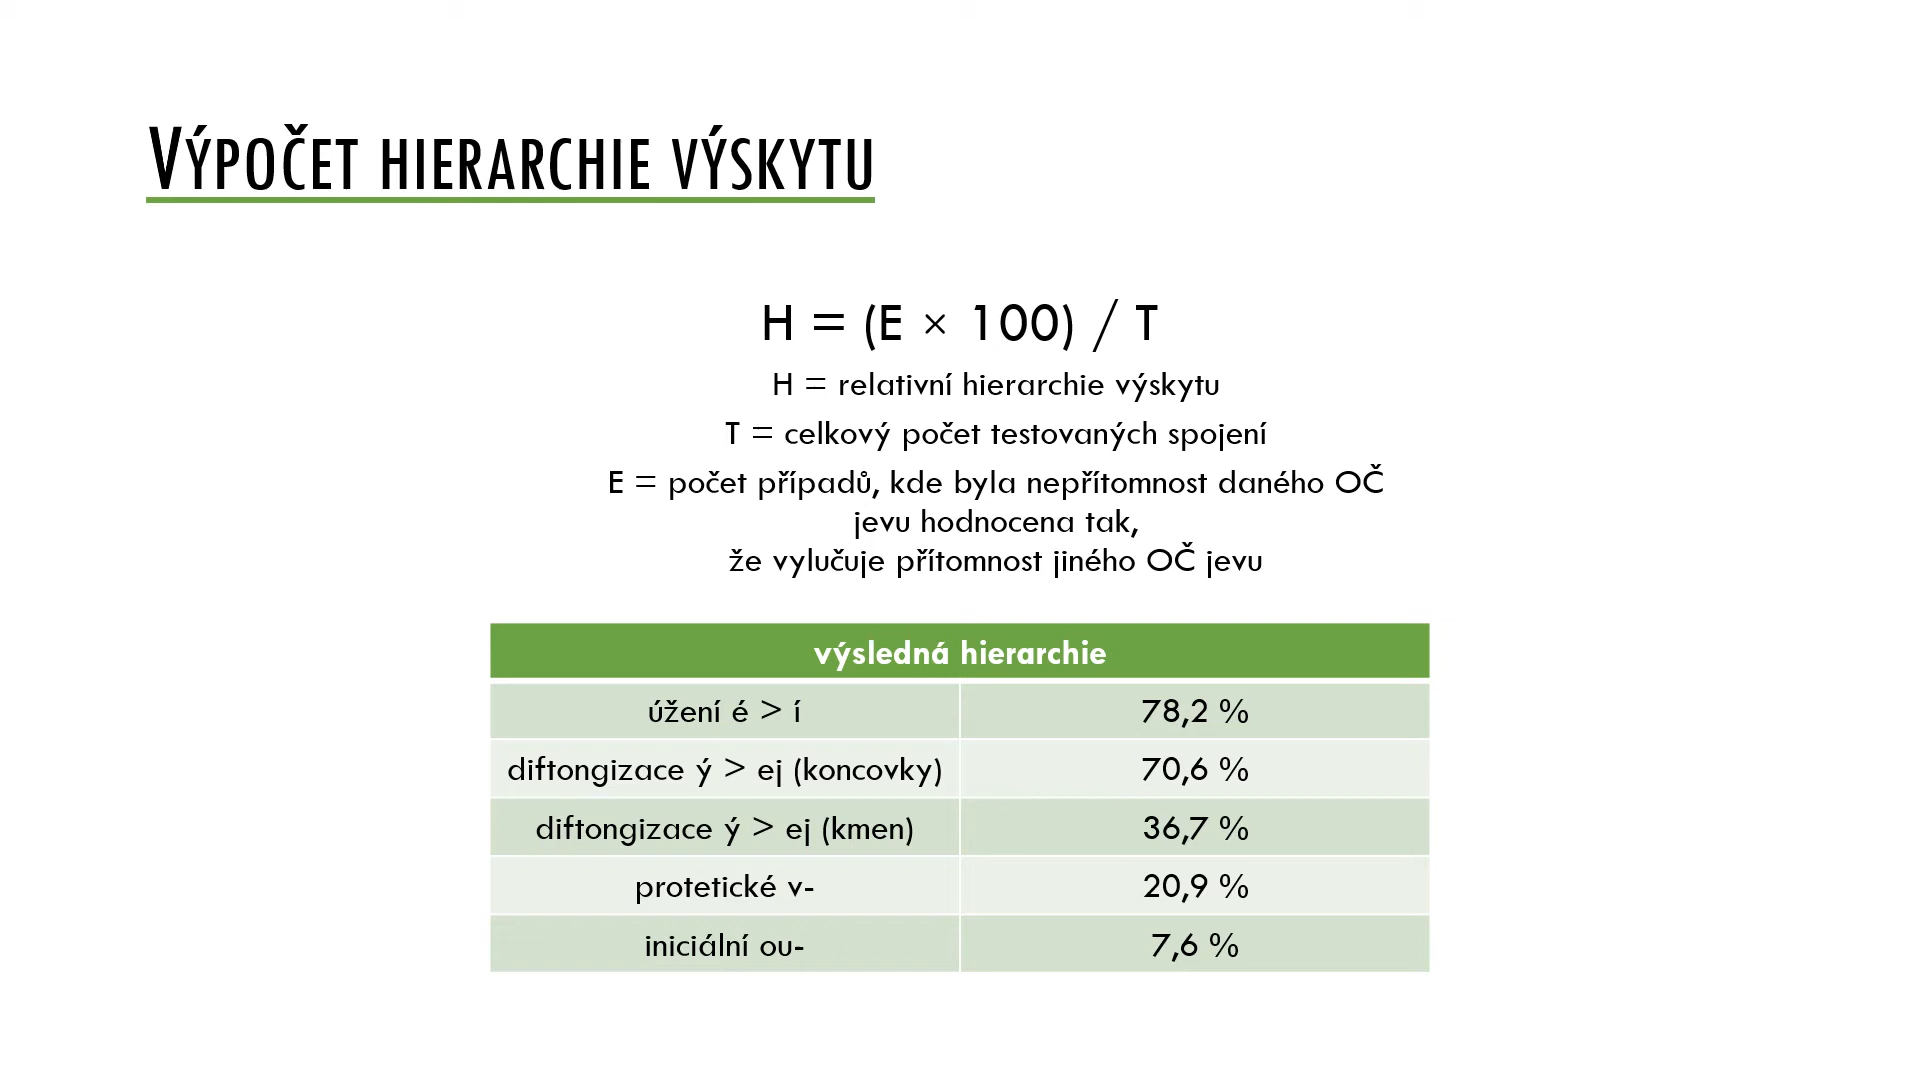 Výpočet hierarchie výskytu
H = (E × 100) / T
H = relativní hierarchie výskytu
T = celkový počet testovaných spojení
E = počet případů, kde byla nepřítomnost daného OČ
jevu hodnocena tak,
že vylučuje přítomnost jiného OČ jevu
výsledná hierarchie
úžení é > í 78,2 %
diftongizace ý > ej (koncovky) 70,6 %
diftongizace ý > ej (kmen) 36,7 %
protetické v- 20,9 %
iniciální ou- 7,6 %